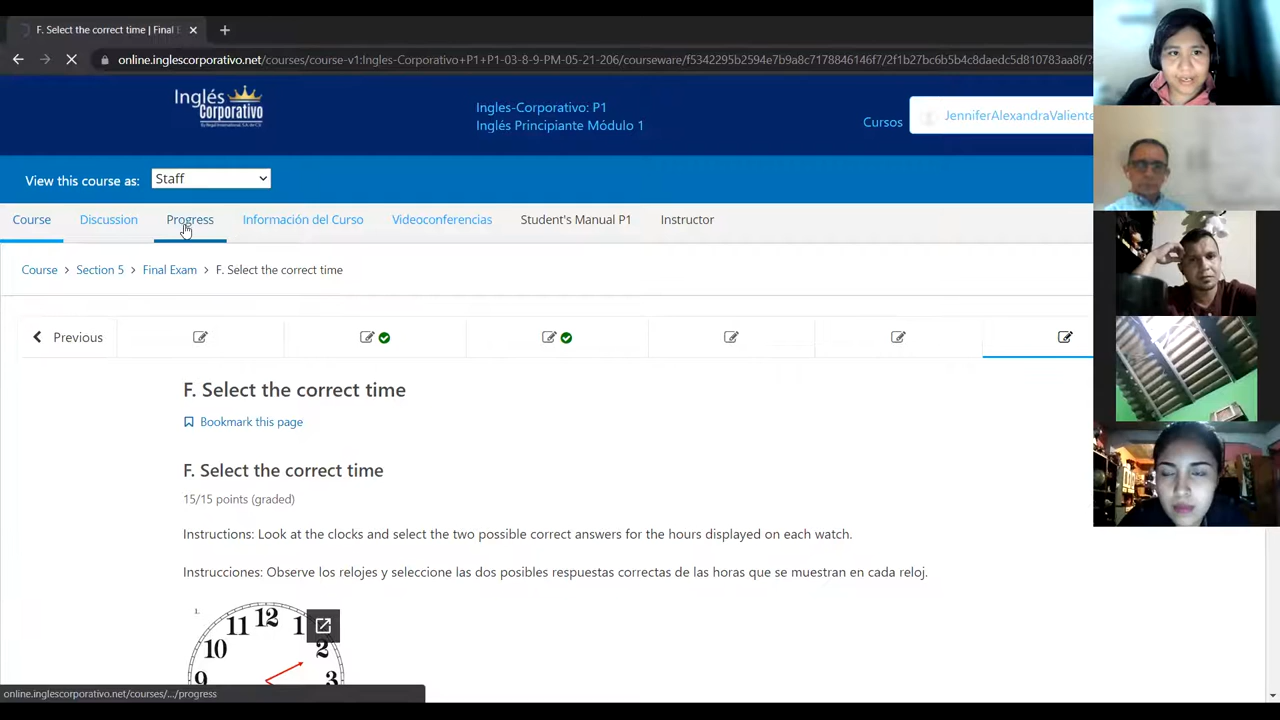 F. Select the correct time | Final E
online.inglescorporativo.net/courses/course-v1:Ingles-Corporativo+P1+P1-03-8-9-PM-05-21-206/courseware/f5342295b2594e7b9a8c7178846146f7/2f1b27bc6b5b4c8daedc5d810783aa8f/?
Inglés
Corporativo
Ingles-Corporativo: P1
Inglés Principiante Módulo 1
Cursos
JenniferAlexandraValiente
View this course as:
Staff
Course
Discussion
Progress
Información del Curso
Videoconferencias
Student's Manual P1
Instructor
Course > Section 5 > Final Exam > F. Select the correct time
Previous
F. Select the correct time
Bookmark this page
F. Select the correct time
15/15 points (graded)
Instructions: Look at the clocks and select the two possible correct answers for the hours displayed on each watch.
Instrucciones: Observe los relojes y seleccione las dos posibles respuestas correctas de las horas que se muestran en cada reloj.
1.
11 12 1
10 2
9 3
online.inglescorporativo.net/courses/.../progress